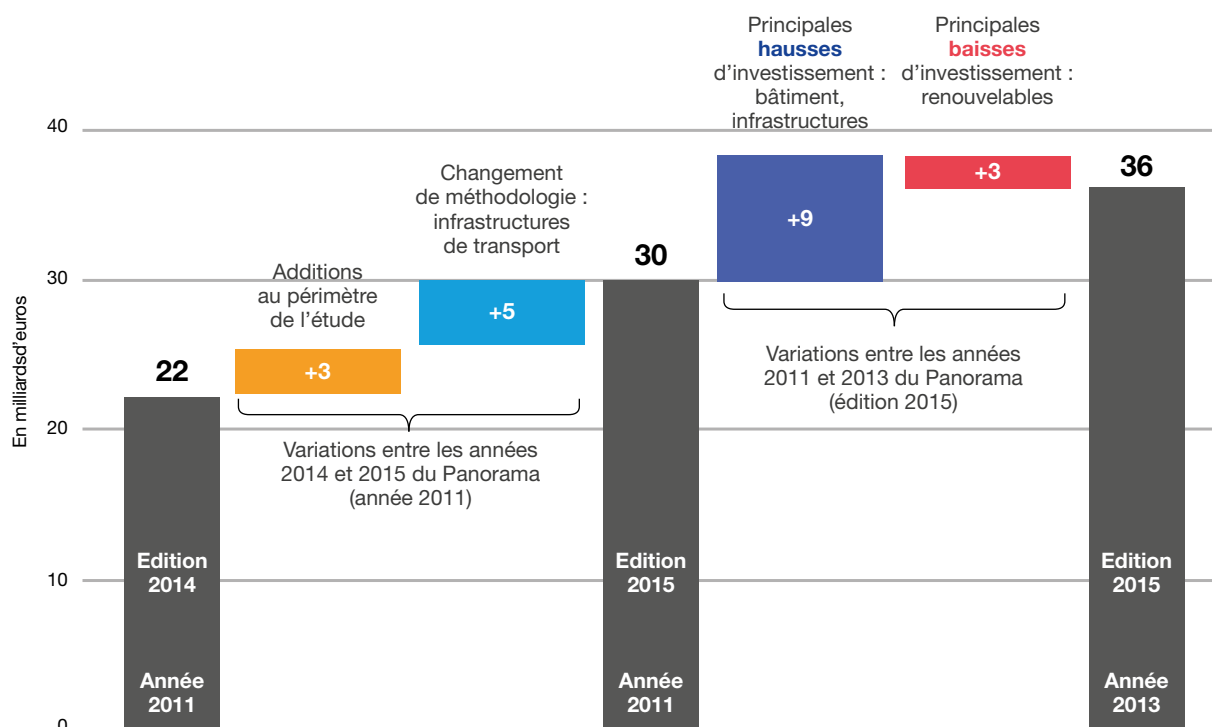 Principales
hausses
d’investissement :
bâtiment,
infrastructures
Principales
baisses
d’investissement :
renouvelables
40
Changement
de méthodologie :
infrastructures
de transport
+9
+3
36
30
30
Additions
au périmètre
de l’étude
+5
En milliardsd’euros
22
+3
Variations entre les années
2011 et 2013 du Panorama
(édition 2015)
20
Variations entre les années
2014 et 2015 du Panorama
(année 2011)
10
Edition
2014
Edition
2015
Edition
2015
Année
2011
Année
2011
Année
2013
0